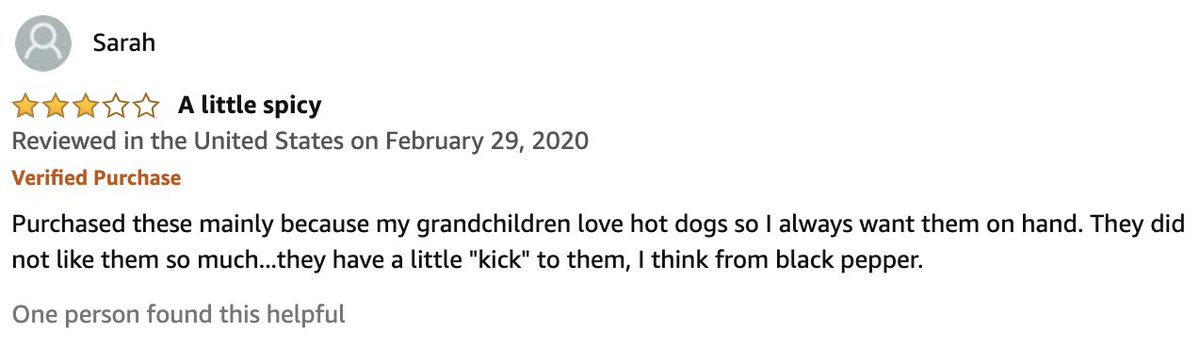 Sarah
A little spicy
Reviewed in the United States on February 29, 2020
Verified Purchase
Purchased these mainly because my grandchildren love hot dogs so I always want them on hand. They did
not like them so much...they have a little "kick" to them, I think from black pepper.
One person found this helpful